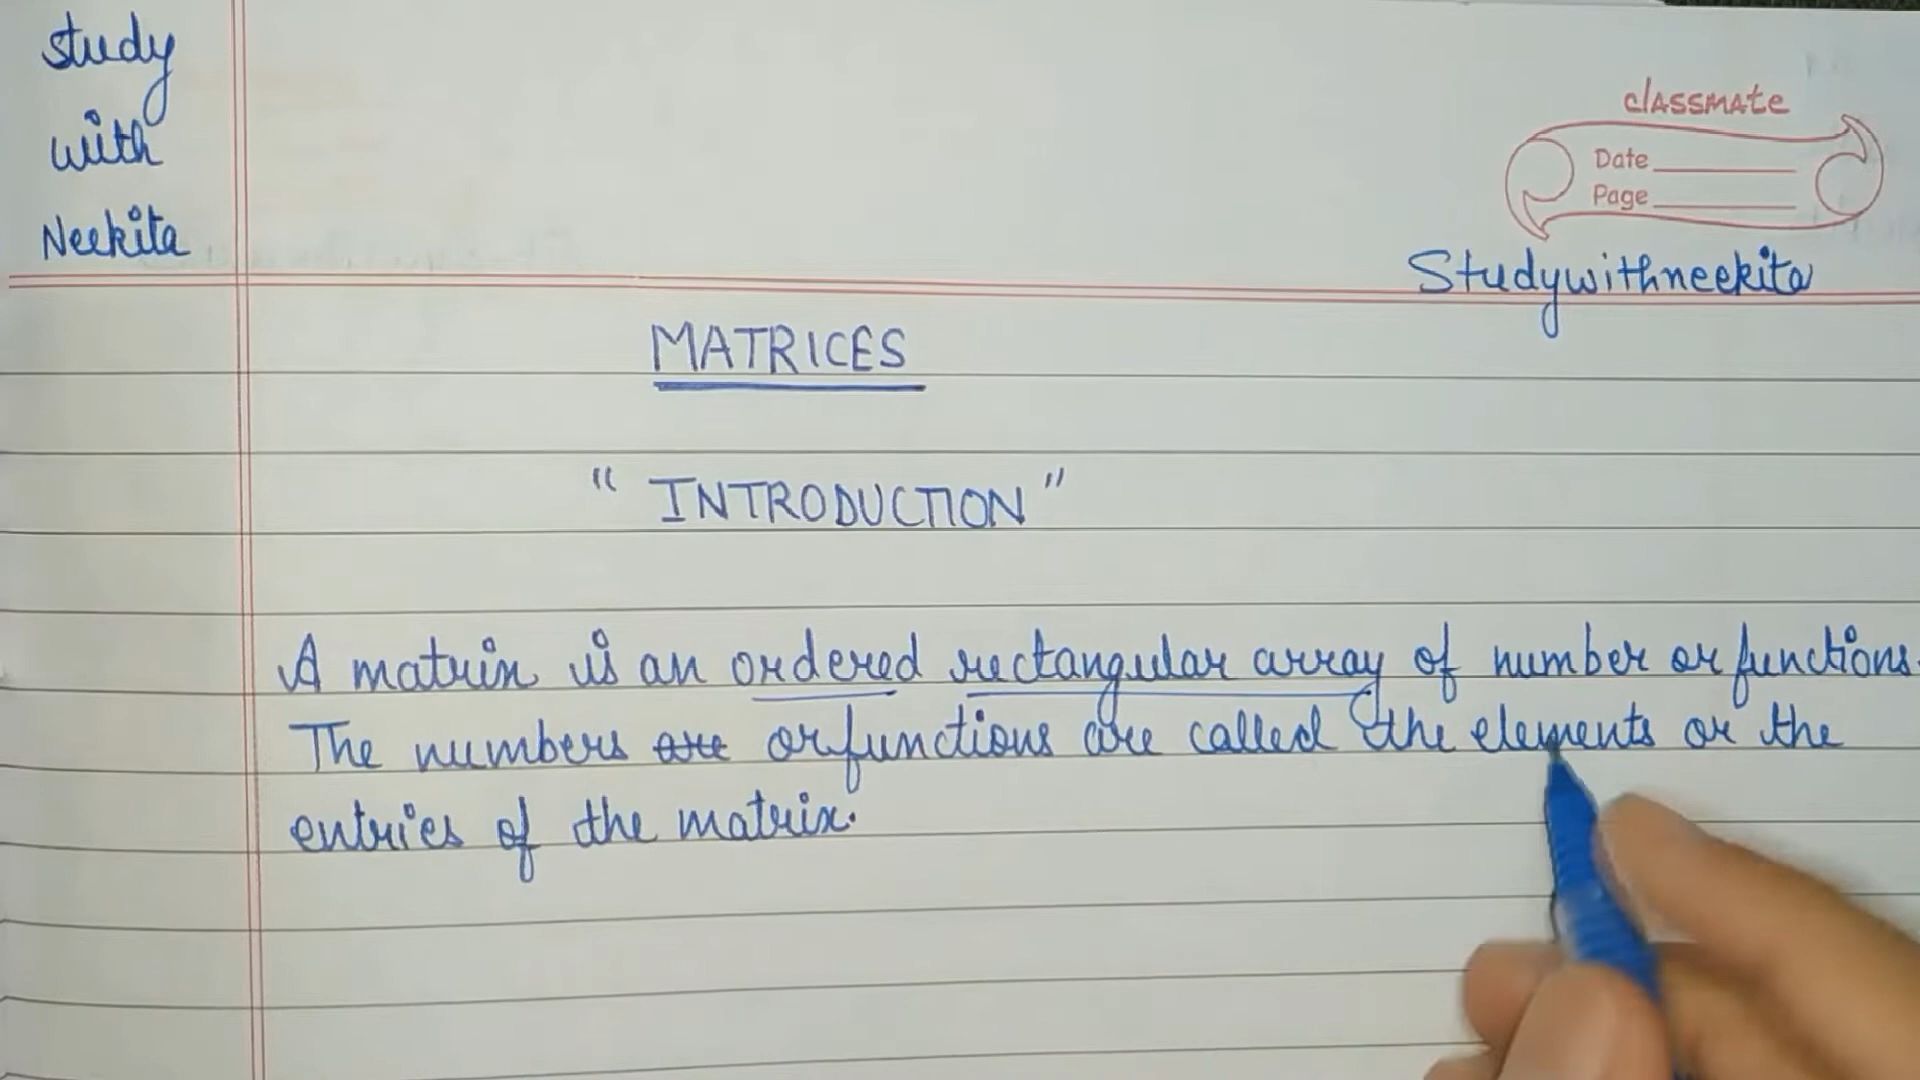 study
with
Neekita
classmate
Date
Page
Studywithneekita
MATRICES
" INTRODUCTION "
A matrix is an ordered rectangular array of number or functions.
The numbers are or functions are called the elements or the
entries of the matrix.